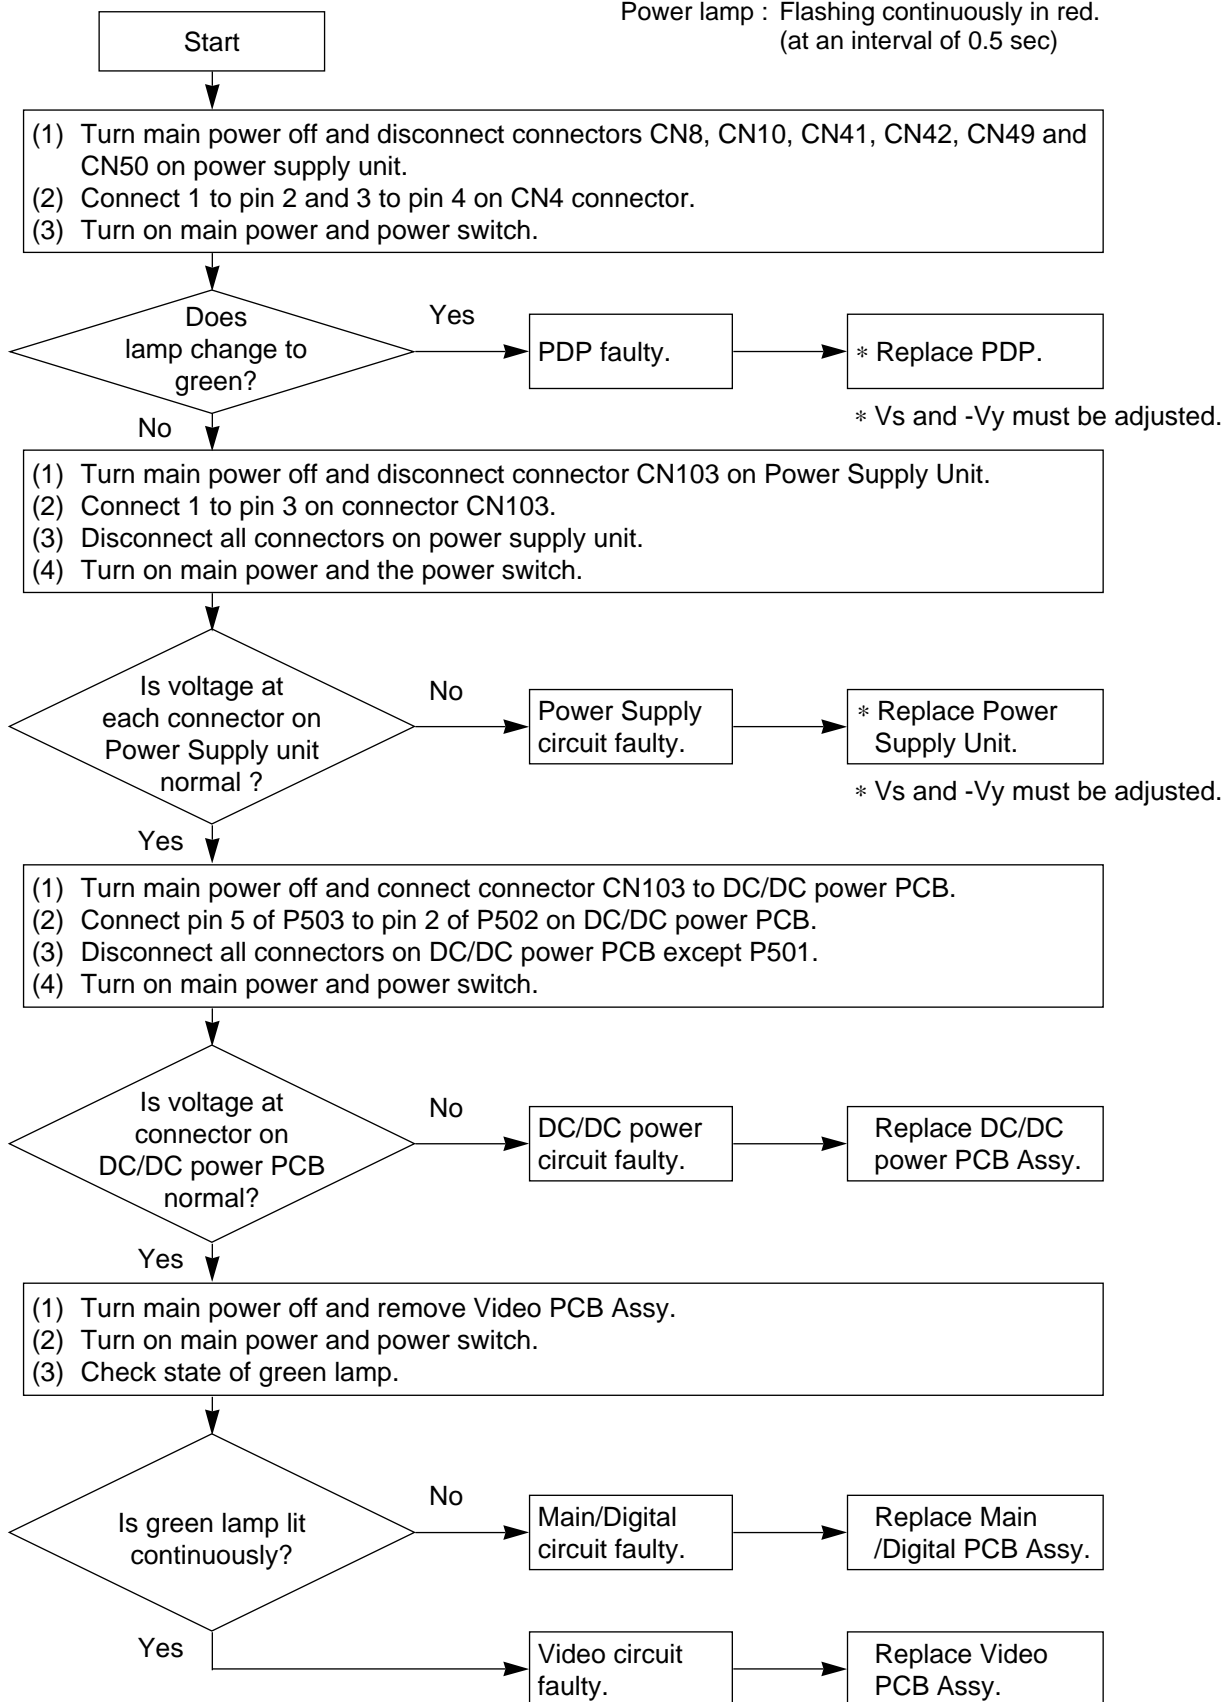 Power lamp : Flashing continuously in red.
(at an interval of 0.5 sec)
Start
(1) Turn main power off and disconnect connectors CN8, CN10, CN41, CN42, CN49 and
CN50 on power supply unit.
(2) Connect 1 to pin 2 and 3 to pin 4 on CN4 connector.
(3) Turn on main power and power switch.
Does
lamp change to
green?
Yes
PDP faulty.
∗ Replace PDP.
∗ Vs and -Vy must be adjusted.
No
(1) Turn main power off and disconnect connector CN103 on Power Supply Unit.
(2) Connect 1 to pin 3 on connector CN103.
(3) Disconnect all connectors on power supply unit.
(4) Turn on main power and the power switch.
Is voltage at
each connector on
Power Supply unit
normal ?
No
Power Supply
circuit faulty.
∗ Replace Power
Supply Unit.
∗ Vs and -Vy must be adjusted.
Yes
(1) Turn main power off and connect connector CN103 to DC/DC power PCB.
(2) Connect pin 5 of P503 to pin 2 of P502 on DC/DC power PCB.
(3) Disconnect all connectors on DC/DC power PCB except P501.
(4) Turn on main power and power switch.
Is voltage at
connector on
DC/DC power PCB
normal?
No
DC/DC power
circuit faulty.
Replace DC/DC
power PCB Assy.
Yes
(1) Turn main power off and remove Video PCB Assy.
(2) Turn on main power and power switch.
(3) Check state of green lamp.
Is green lamp lit
continuously?
No
Main/Digital
circuit faulty.
Replace Main
/Digital PCB Assy.
Yes
Video circuit
faulty.
Replace Video
PCB Assy.